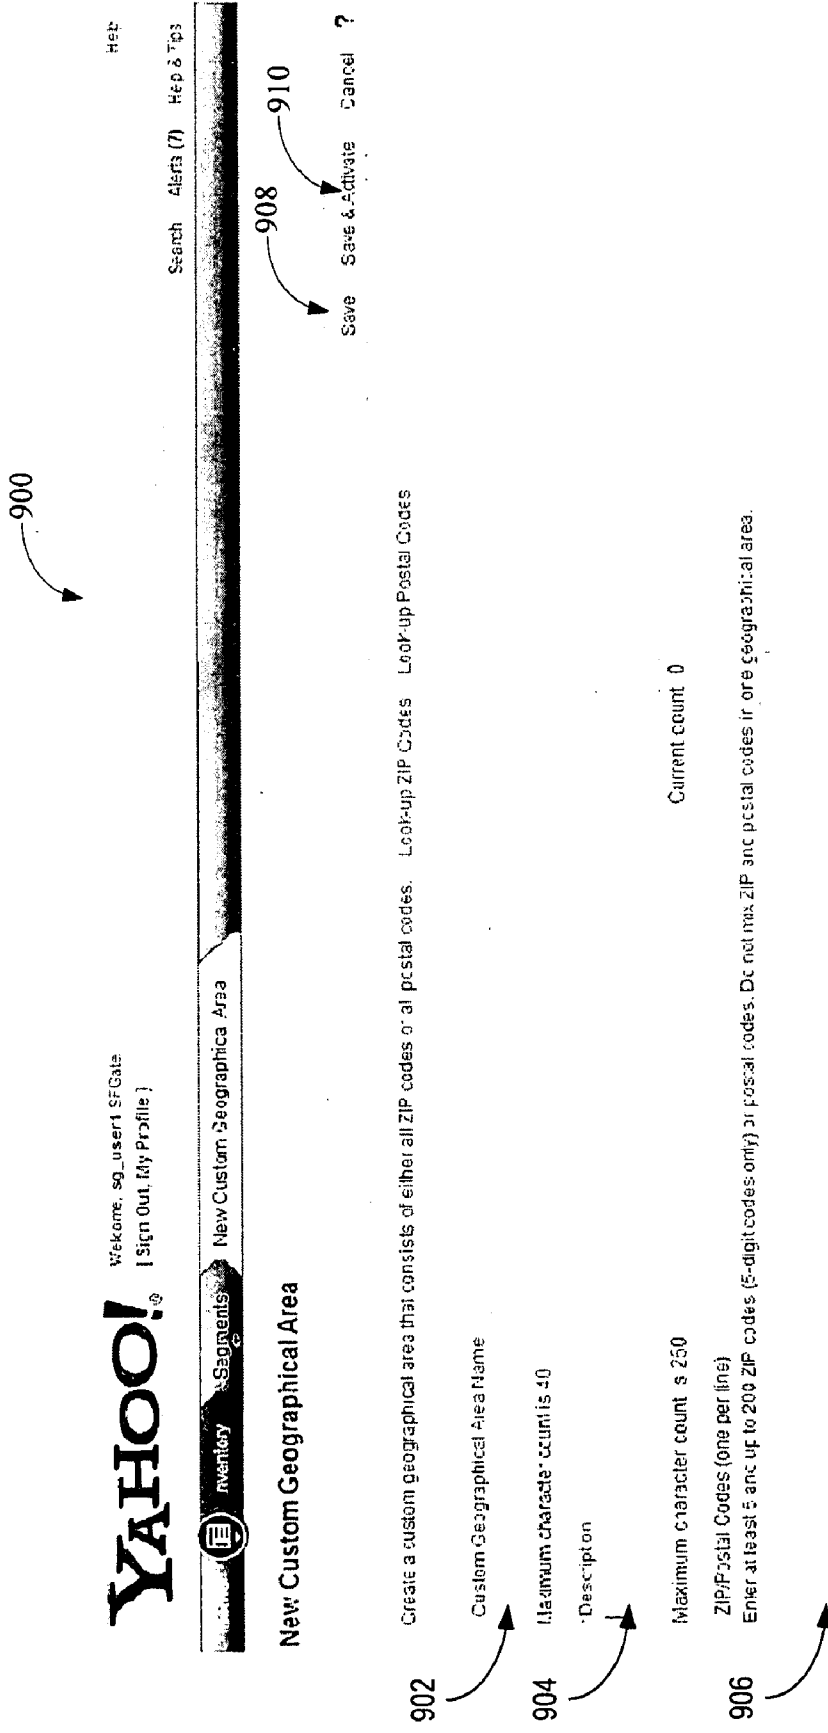 900
Help
YAHOO!®
Welcome, sg_user1 SFGate
[ Sign Out, My Profile ]
Search Alerts (7) Help & Tips
nventory Segments New Custom Geographica Area
908
910
New Custom Geographical Area
Save Save & Activate Cancel ?
Create a custom geographical area that consists of either all ZIP codes or al postal codes. Look-up ZIP Codes Look-up Postal Codes
902
Custom Geographical Area Name
Maximum character count is 40
904
Description
Maximum character count s 250 Current count 0
906
ZIP/Postal Codes (one per line)
Enter at least 5 and up to 200 ZIP codes (5-digit codes only) or postal codes. Do not mix ZIP and postal codes in one geographical area.